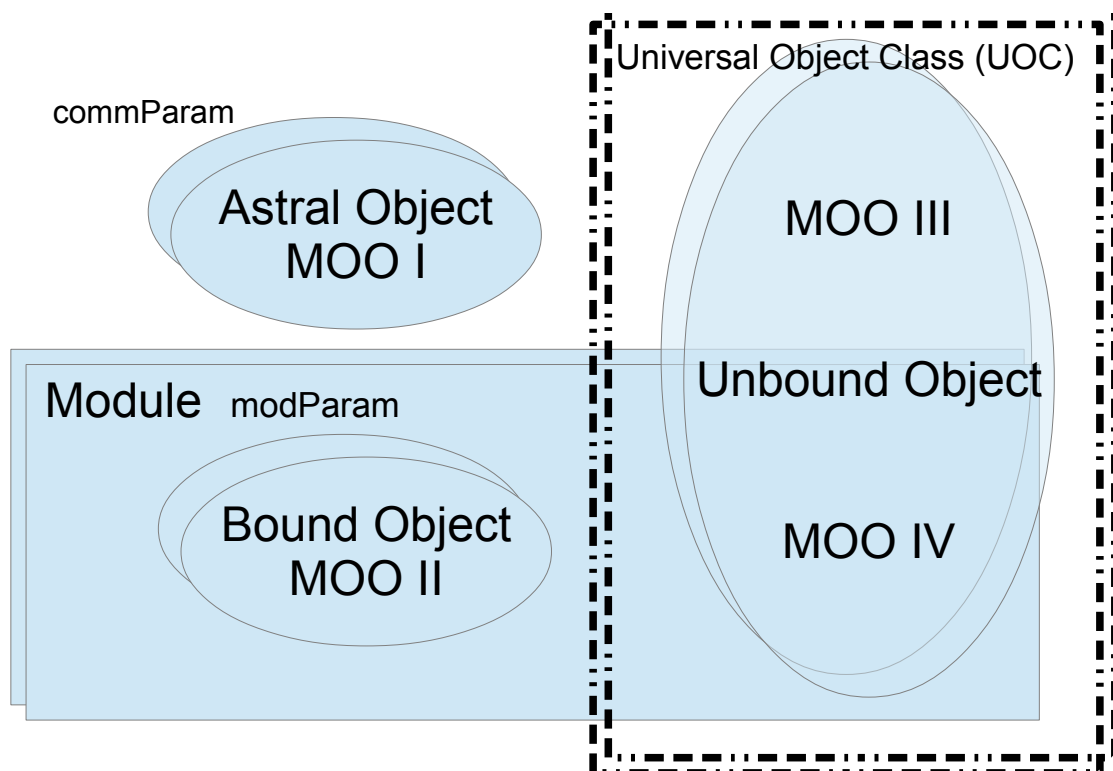 Universal Object Class (UOC)
commParam
Astral Object
MOO I
MOO III
Module modParam
Unbound Object
Bound Object
MOO II
MOO IV